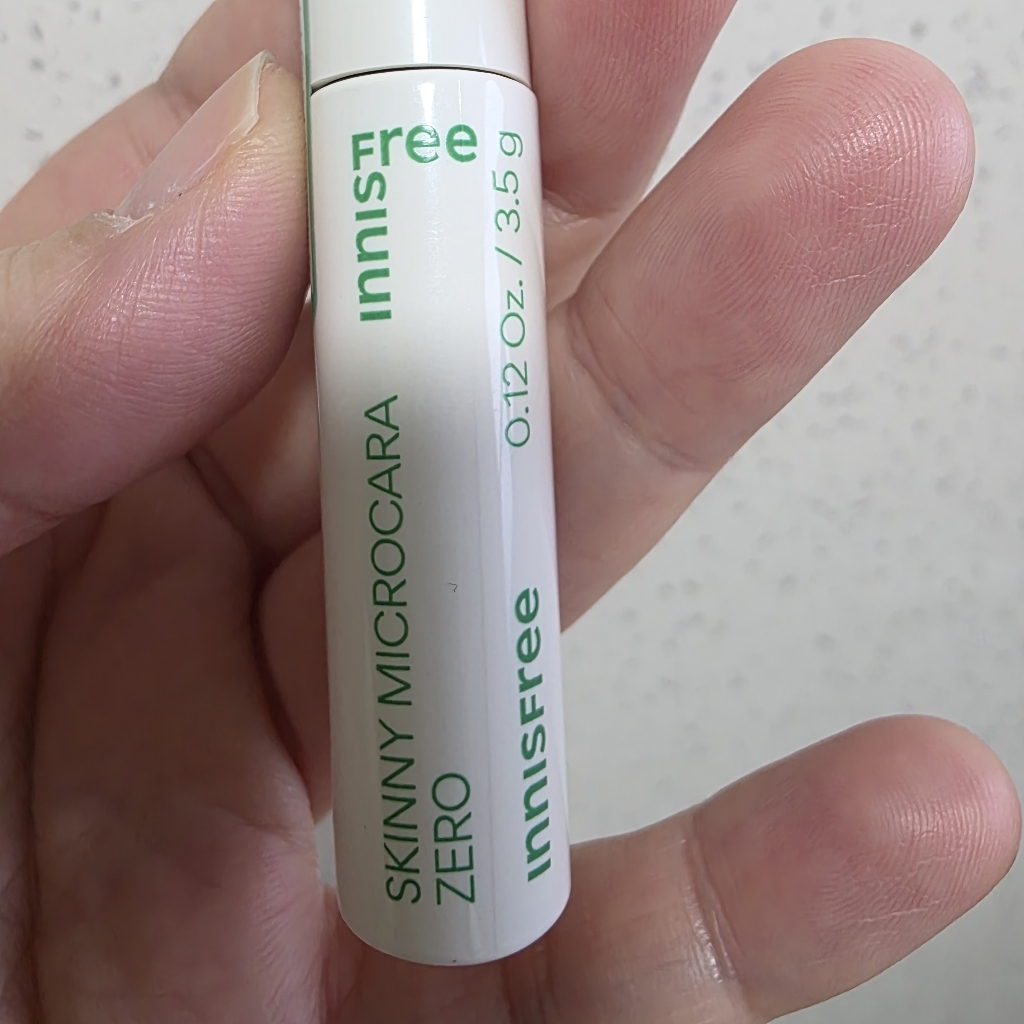 INNISFree
SKINNY MICROCARA
ZERO
0.12 Oz. / 3.5 g
INNISFree